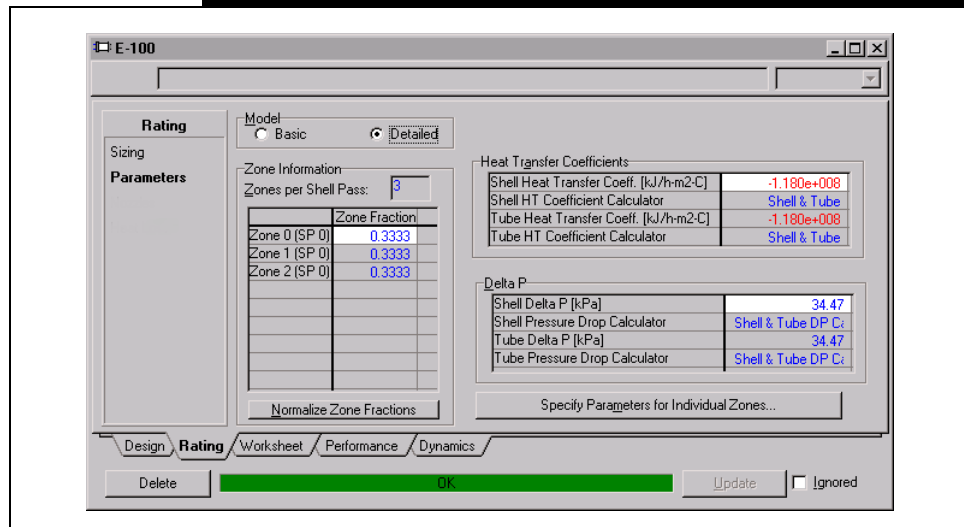 E-100
Rating
Sizing
Parameters
Model
Basic
Detailed
Zone Information
Zones per Shell Pass: 3
Zone Fraction
Zone 0 (SP 0) 0.3333
Zone 1 (SP 0) 0.3333
Zone 2 (SP 0) 0.3333
Normalize Zone Fractions
Heat Transfer Coefficients
Shell Heat Transfer Coeff. [kJ/h-m2-C] -1.180e+008
Shell HT Coefficient Calculator Shell & Tube
Tube Heat Transfer Coeff. [kJ/h-m2-C] -1.180e+008
Tube HT Coefficient Calculator Shell & Tube
Delta P
Shell Delta P [kPa] 34.47
Shell Pressure Drop Calculator Shell & Tube DP Ca
Tube Delta P [kPa] 34.47
Tube Pressure Drop Calculator Shell & Tube DP Ca
Specify Parameters for Individual Zones...
Design Rating Worksheet Performance Dynamics
Delete OK Update Ignored